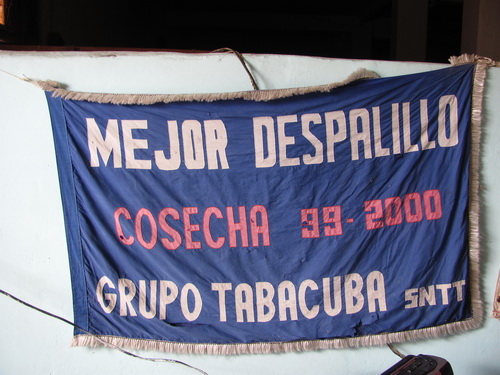 MEJOR DESPALILLO
COSECHA 99-2000
GRUPO TABACUBA SNTT